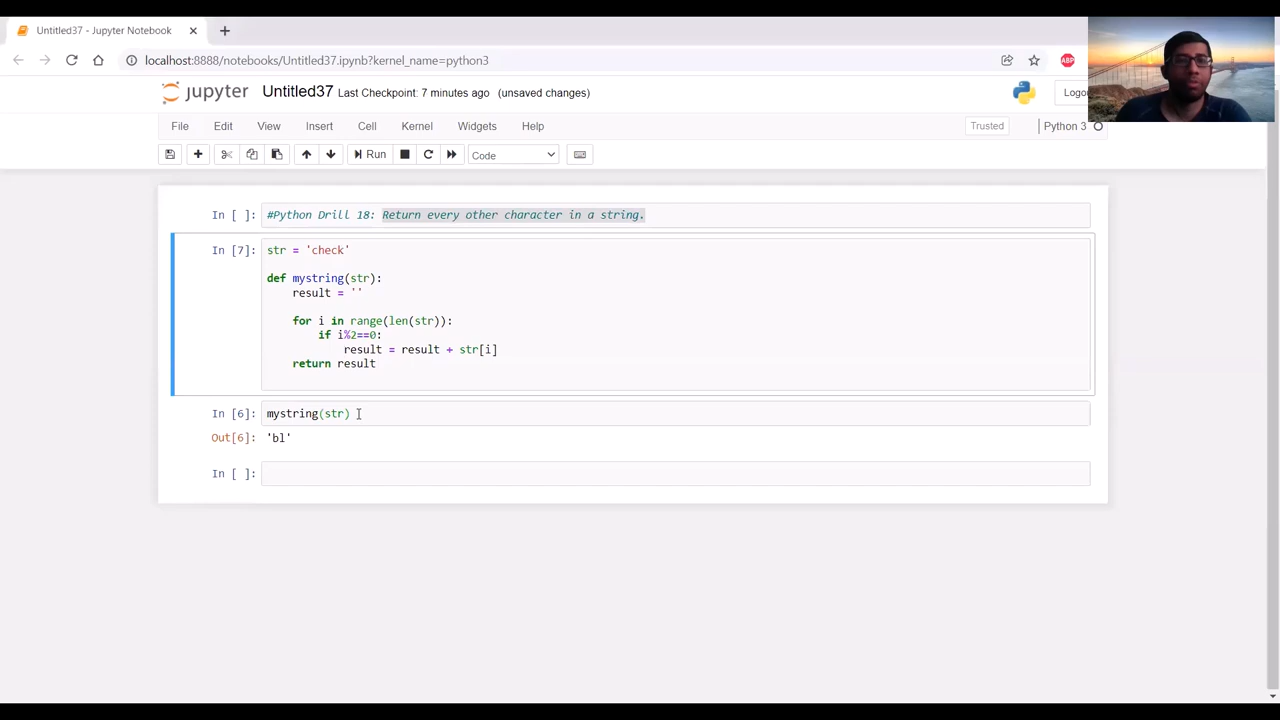 Untitled37 - Jupyter Notebook
localhost:8888/notebooks/Untitled37.ipynb?kernel_name=python3
ABP
jupyter Untitled37 Last Checkpoint: 7 minutes ago (unsaved changes)
Logou
File Edit View Insert Cell Kernel Widgets Help
Trusted
Python 3
Run
Code
In [ ]: #Python Drill 18: Return every other character in a string.
In [7]: str = 'check'
def mystring(str):
result = ''
for i in range(len(str)):
if i%2==0:
result = result + str[i]
return result
In [6]: mystring(str)
Out[6]: 'bl'
In [ ]: